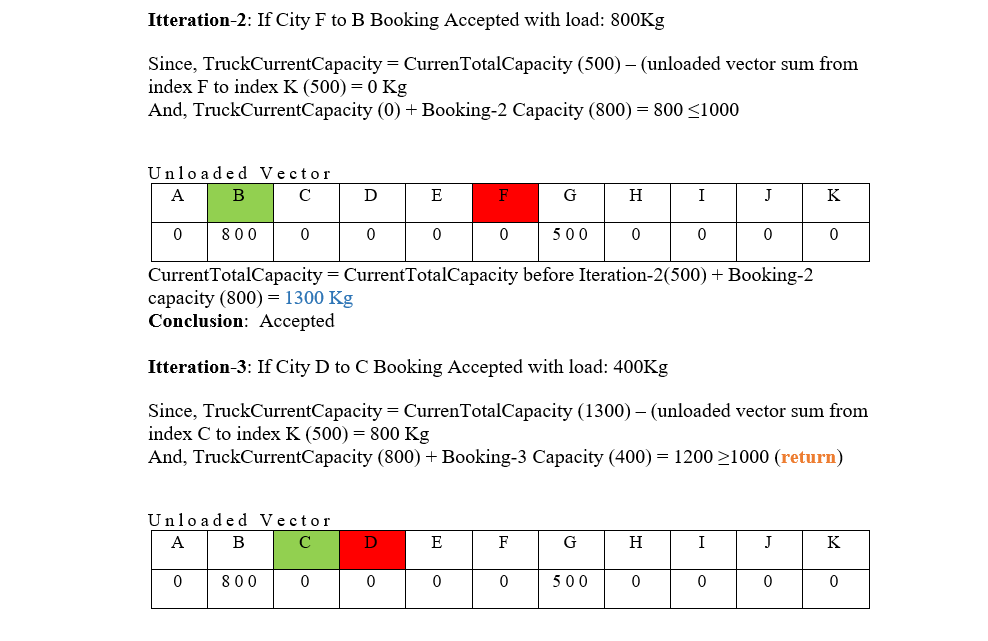 Itteration-2: If City F to B Booking Accepted with load: 800Kg
Since, TruckCurrentCapacity = CurrenTotalCapacity (500) – (unloaded vector sum from
index F to index K (500) = 0 Kg
And, TruckCurrentCapacity (0) + Booking-2 Capacity (800) = 800 ≤1000
Unloaded Vector
A B C D E F G H I J K
0 800 0 0 0 0 500 0 0 0 0
CurrentTotalCapacity = CurrentTotalCapacity before Iteration-2(500) + Booking-2
capacity (800) = 1300 Kg
Conclusion: Accepted
Itteration-3: If City D to C Booking Accepted with load: 400Kg
Since, TruckCurrentCapacity = CurrenTotalCapacity (1300) – (unloaded vector sum from
index C to index K (500) = 800 Kg
And, TruckCurrentCapacity (800) + Booking-3 Capacity (400) = 1200 ≥1000 (return)
Unloaded Vector
A B C D E F G H I J K
0 800 0 0 0 0 500 0 0 0 0